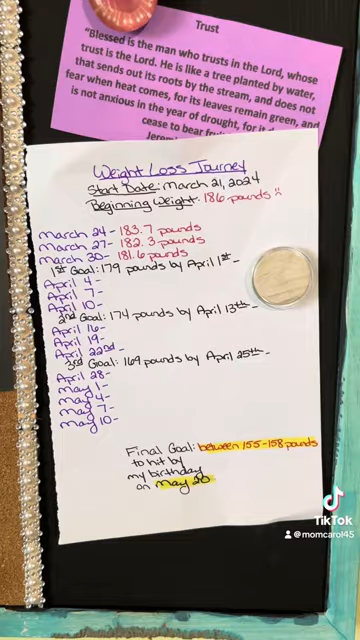 Trust
"Blessed is the man who trusts in the Lord, whose
trust is the Lord. He is like a tree planted by water,
that sends out its roots by the stream, and does not
fear when heat comes, for its leaves remain green, and
is not anxious in the year of drought, for it
cease to bear
Weight Loss Journey
Start Date: March 21, 2024
Beginning Weight: 186 pounds
March 24- 183.7 pounds
March 27- 182.3 pounds
March 30- 181.6 pounds
1st Goal: 179 pounds by April 1st-
April 4-
April 7-
April 10-
2nd Goal: 174 pounds by April 13th-
April 16-
April 19-
April 22nd-
3rd Goal: 169 pounds by April 25th-
April 28-
May 1-
May 4-
May 7-
May 10-
Final Goal: between 155-158 pounds
to hit by
my birthday
on May 20
TikTok
@momcarol45